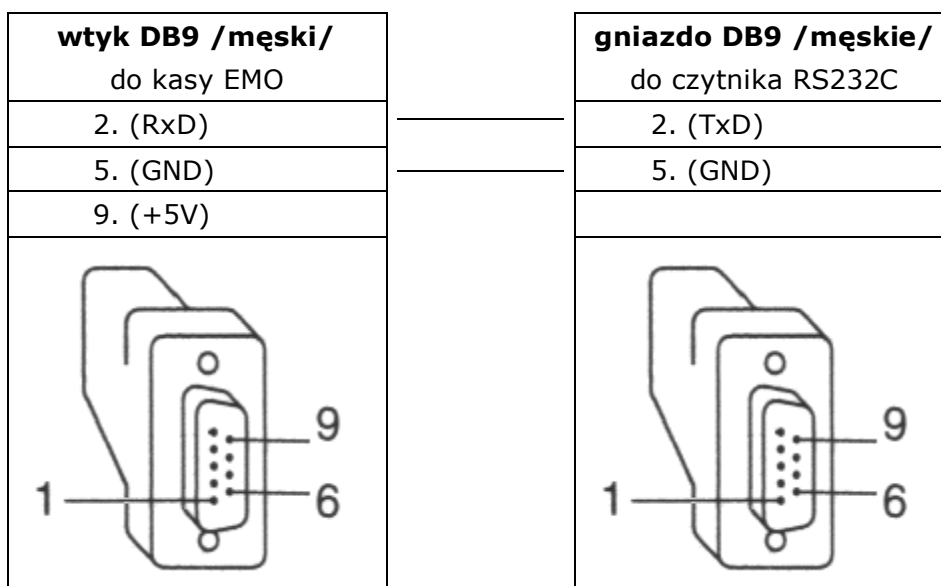 wtyk DB9 /męski/
do kasy EMO
2. (RxD)
5. (GND)
9. (+5V)
9
1
6
gniazdo DB9 /męskie/
do czytnika RS232C
2. (TxD)
5. (GND)
9
1
6